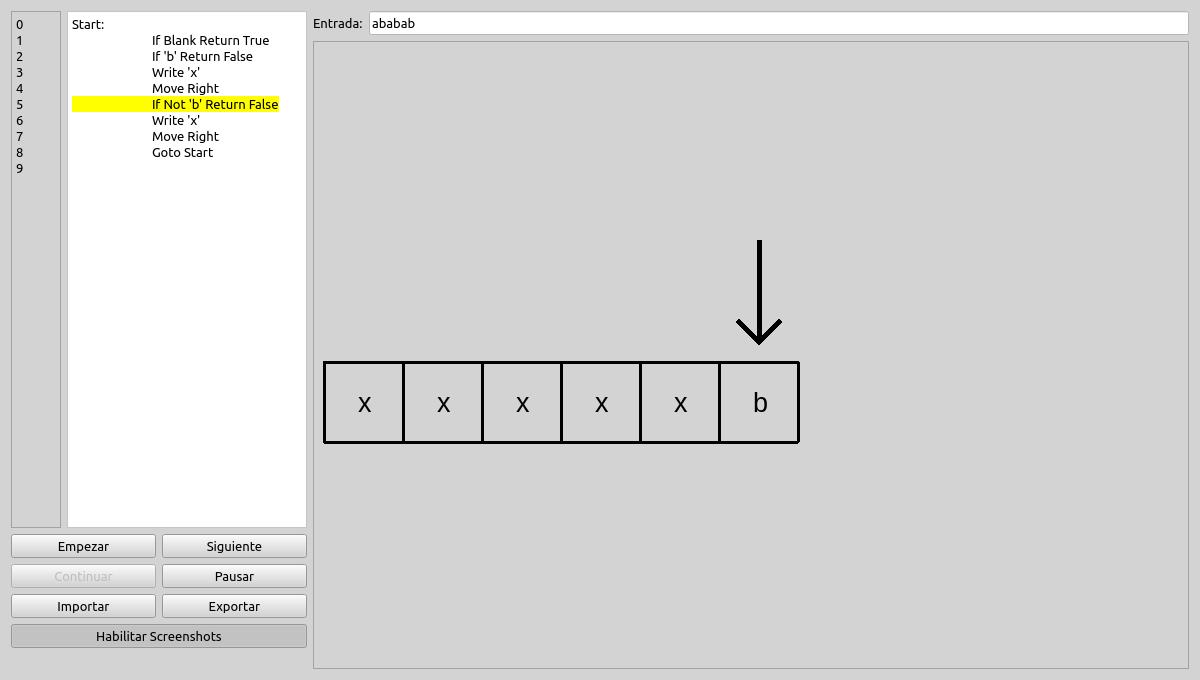 0
1
2
3
4
5
6
7
8
9
Start:
If Blank Return True
If 'b' Return False
Write 'x'
Move Right
If Not 'b' Return False
Write 'x'
Move Right
Goto Start
Empezar
Siguiente
Continuar
Pausar
Importar
Exportar
Habilitar Screenshots
Entrada: ababab
x x x x x b